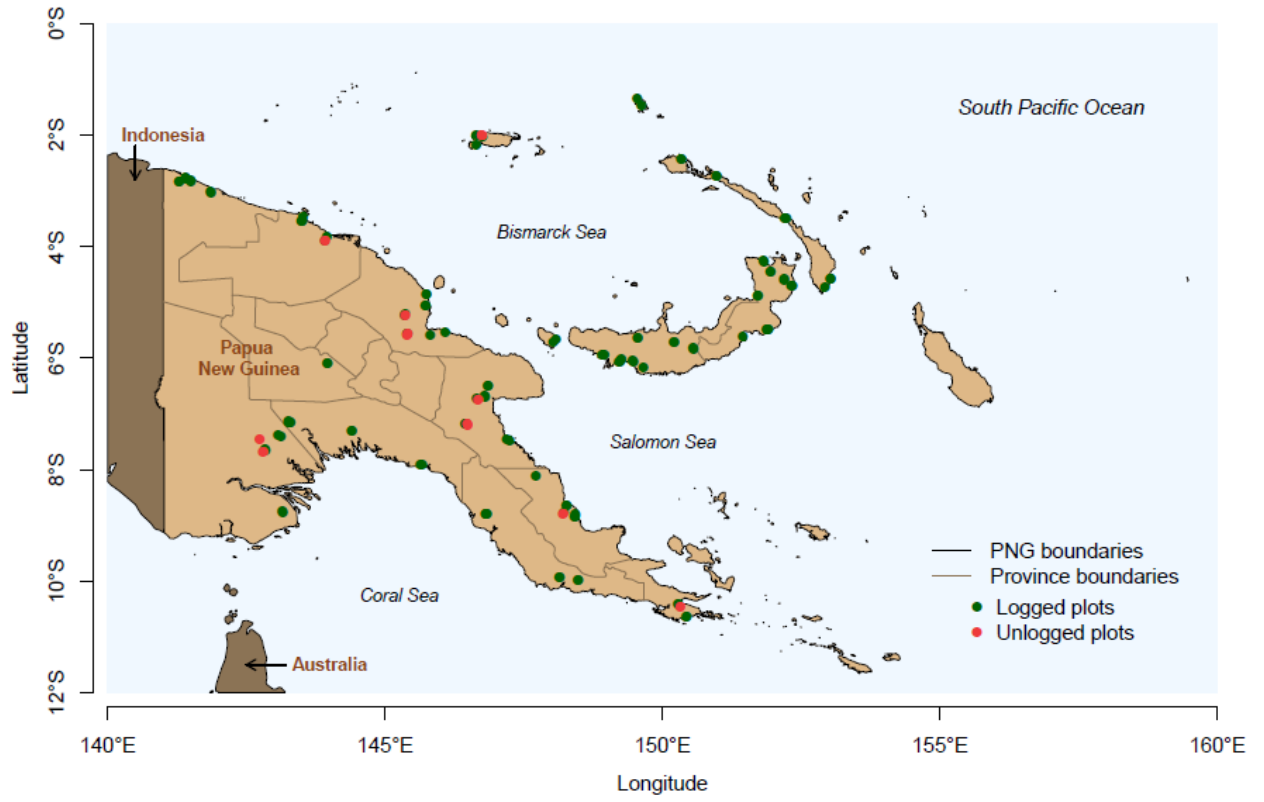 0°S
South Pacific Ocean
2°S
Indonesia
Bismarck Sea
4°S
Latitude
6°S
Papua
New Guinea
Salomon Sea
8°S
PNG boundaries
Province boundaries
10°S
Coral Sea
Logged plots
Unlogged plots
Australia
12°S
140°E
145°E
150°E
155°E
160°E
Longitude